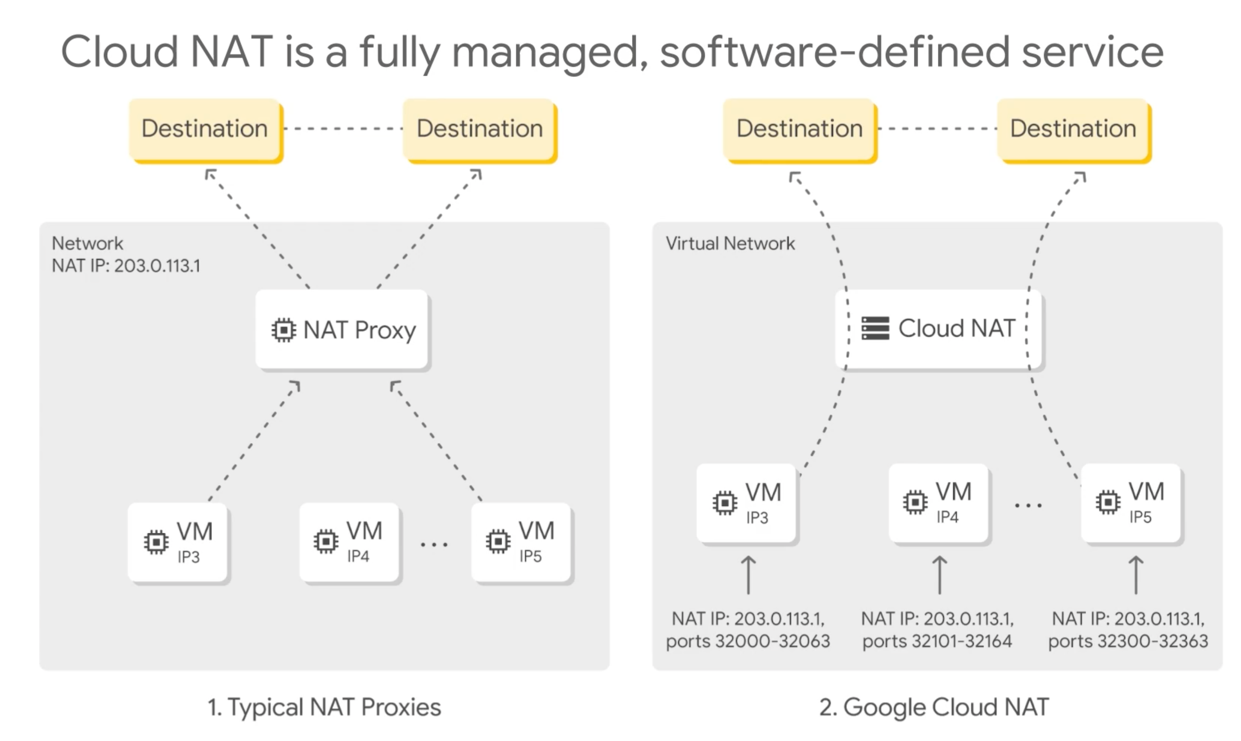 Cloud NAT is a fully managed, software-defined service
Destination
Destination
Network
NAT IP: 203.0.113.1
NAT Proxy
VM
IP3
VM
IP4
...
VM
IP5
1. Typical NAT Proxies
Destination
Destination
Virtual Network
Cloud NAT
VM
IP3
VM
IP4
...
VM
IP5
NAT IP: 203.0.113.1,
ports 32000-32063
NAT IP: 203.0.113.1,
ports 32101-32164
NAT IP: 203.0.113.1,
ports 32300-32363
2. Google Cloud NAT